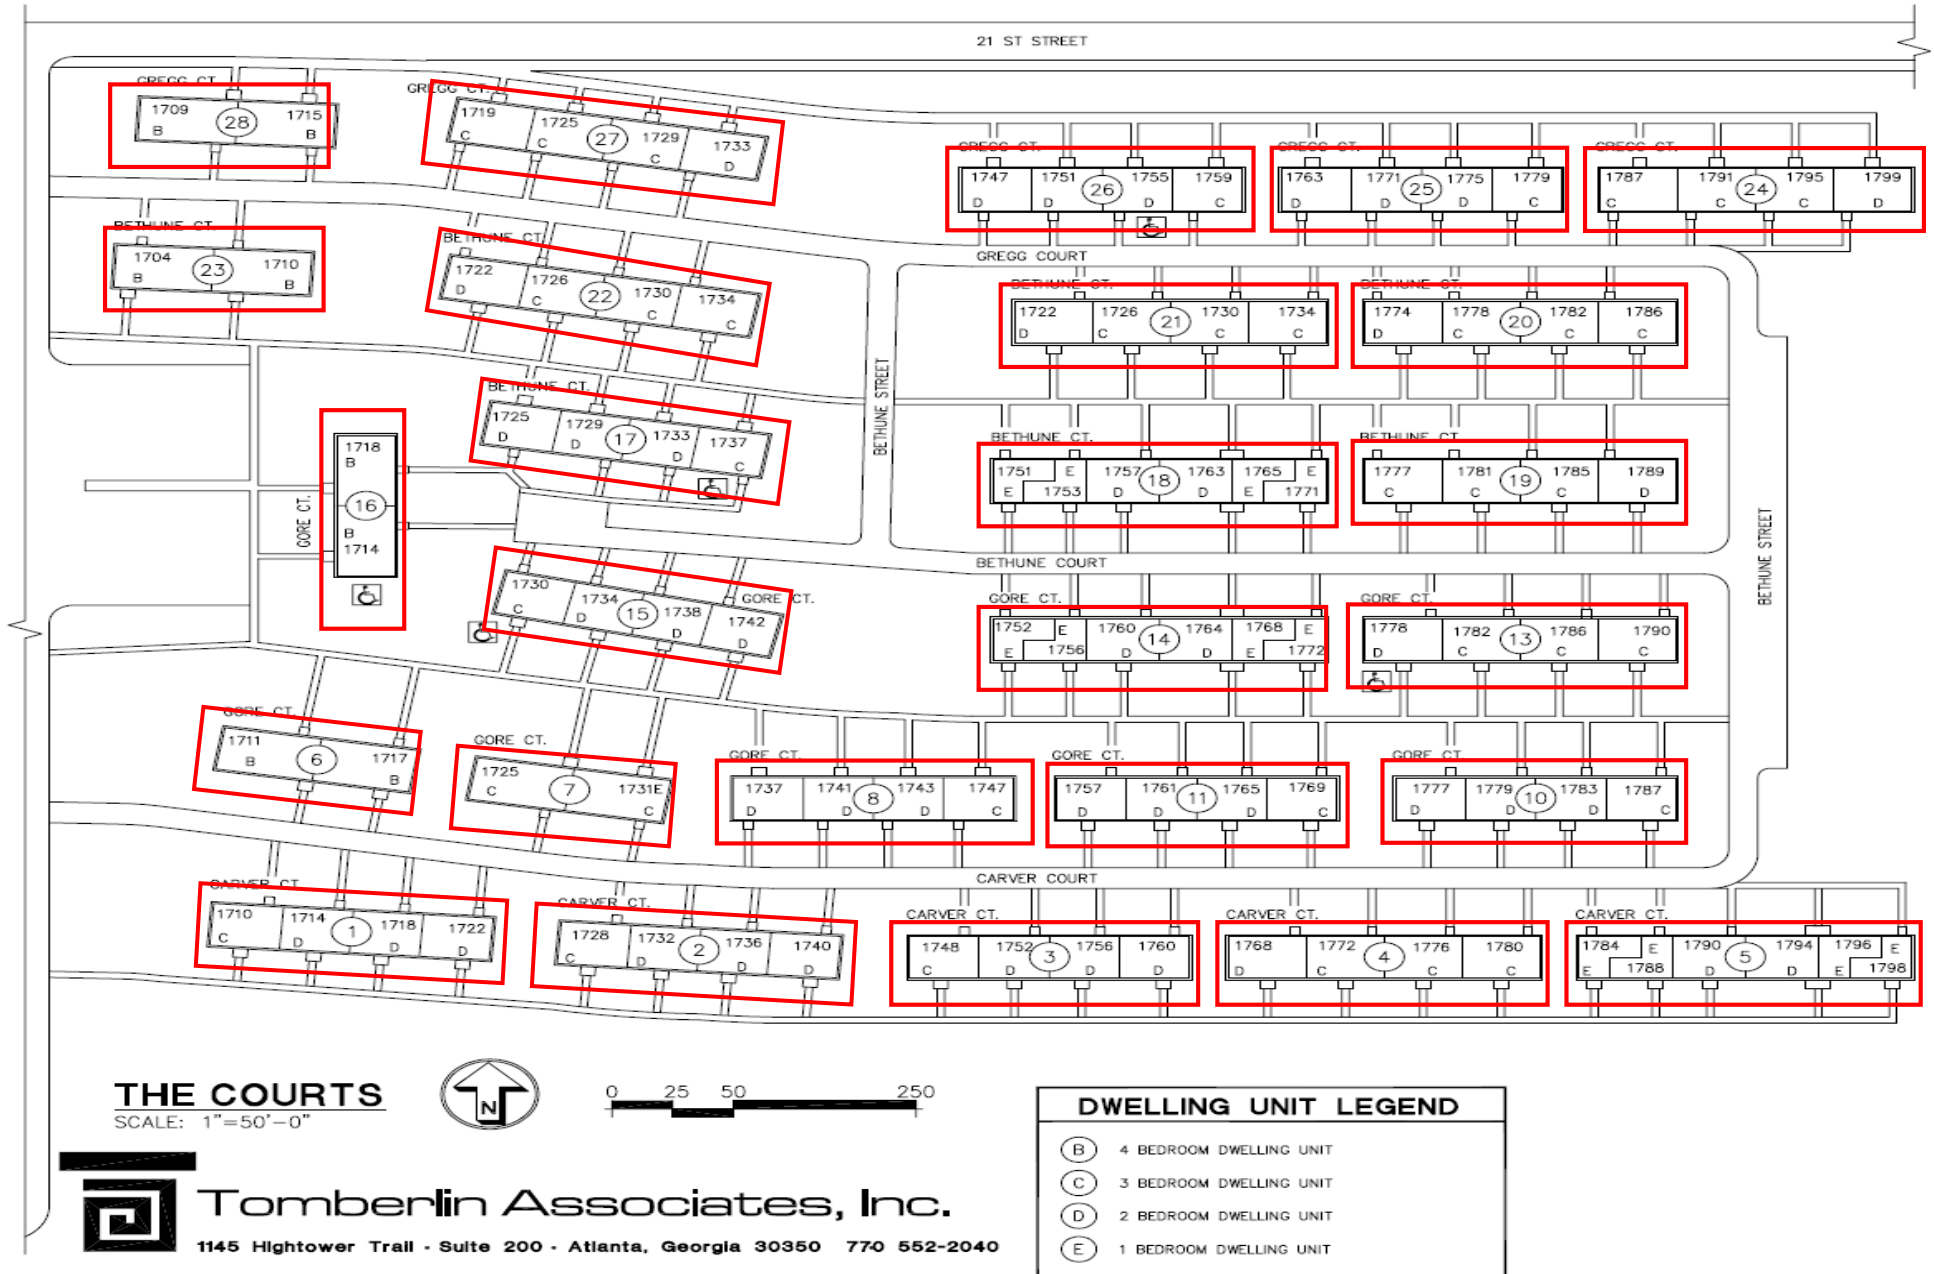 21 ST STREET
GREGG CT.
1709 B 28 1715 B
GREGG CT.
1719 C 1725 C 27 1729 C 1733 D
GREGG CT.
1747 D 1751 D 26 1755 D 1759 C
GREGG CT.
1763 D 1771 D 25 1775 D 1779 C
GREGG CT.
1787 C 1791 C 24 1795 C 1799 D
BETHUNE CT.
1704 B 23 1710 B
BETHUNE CT.
1722 D 1726 C 22 1730 C 1734 C
GREGG COURT
BETHUNE CT.
1722 D 1726 C 21 1730 C 1734 C
BETHUNE CT.
1774 D 1778 C 20 1782 C 1786 C
BETHUNE STREET
BETHUNE CT.
1725 D 1729 D 17 1733 D 1737 C
GORE CT.
1718 B 16 B 1714
BETHUNE CT.
1751 E E 1753 1757 D 18 1763 D 1765 E E 1771
BETHUNE CT.
1777 C 1781 C 19 1785 C 1789 D
BETHUNE STREET
BETHUNE COURT
GORE CT.
1730 C 1734 D 15 1738 D 1742 D
GORE CT.
1752 E E 1756 1760 D 14 1764 D 1768 E E 1772
GORE CT.
1778 D 1782 C 13 1786 C 1790 C
GORE CT.
1711 B 6 1717 B
GORE CT.
1725 C 7 1731E C
GORE CT.
1737 D 1741 D 8 1743 D 1747 C
GORE CT.
1757 D 1761 D 11 1765 D 1769 C
GORE CT.
1777 D 1779 D 10 1783 D 1787 C
CARVER COURT
CARVER CT.
1710 C 1714 D 1 1718 D 1722 D
CARVER CT.
1728 C 1732 D 2 1736 D 1740 D
CARVER CT.
1748 C 1752 D 3 1756 D 1760 D
CARVER CT.
1768 D 1772 C 4 1776 C 1780 C
CARVER CT.
1784 E E 1788 1790 D 5 1794 D 1796 E E 1798
THE COURTS
SCALE: 1"=50'-0"
N
0 25 50 250
Tomberlin Associates, Inc.
1145 Hightower Trail · Suite 200 · Atlanta, Georgia 30350 770 552-2040
DWELLING UNIT LEGEND
B 4 BEDROOM DWELLING UNIT
C 3 BEDROOM DWELLING UNIT
D 2 BEDROOM DWELLING UNIT
E 1 BEDROOM DWELLING UNIT